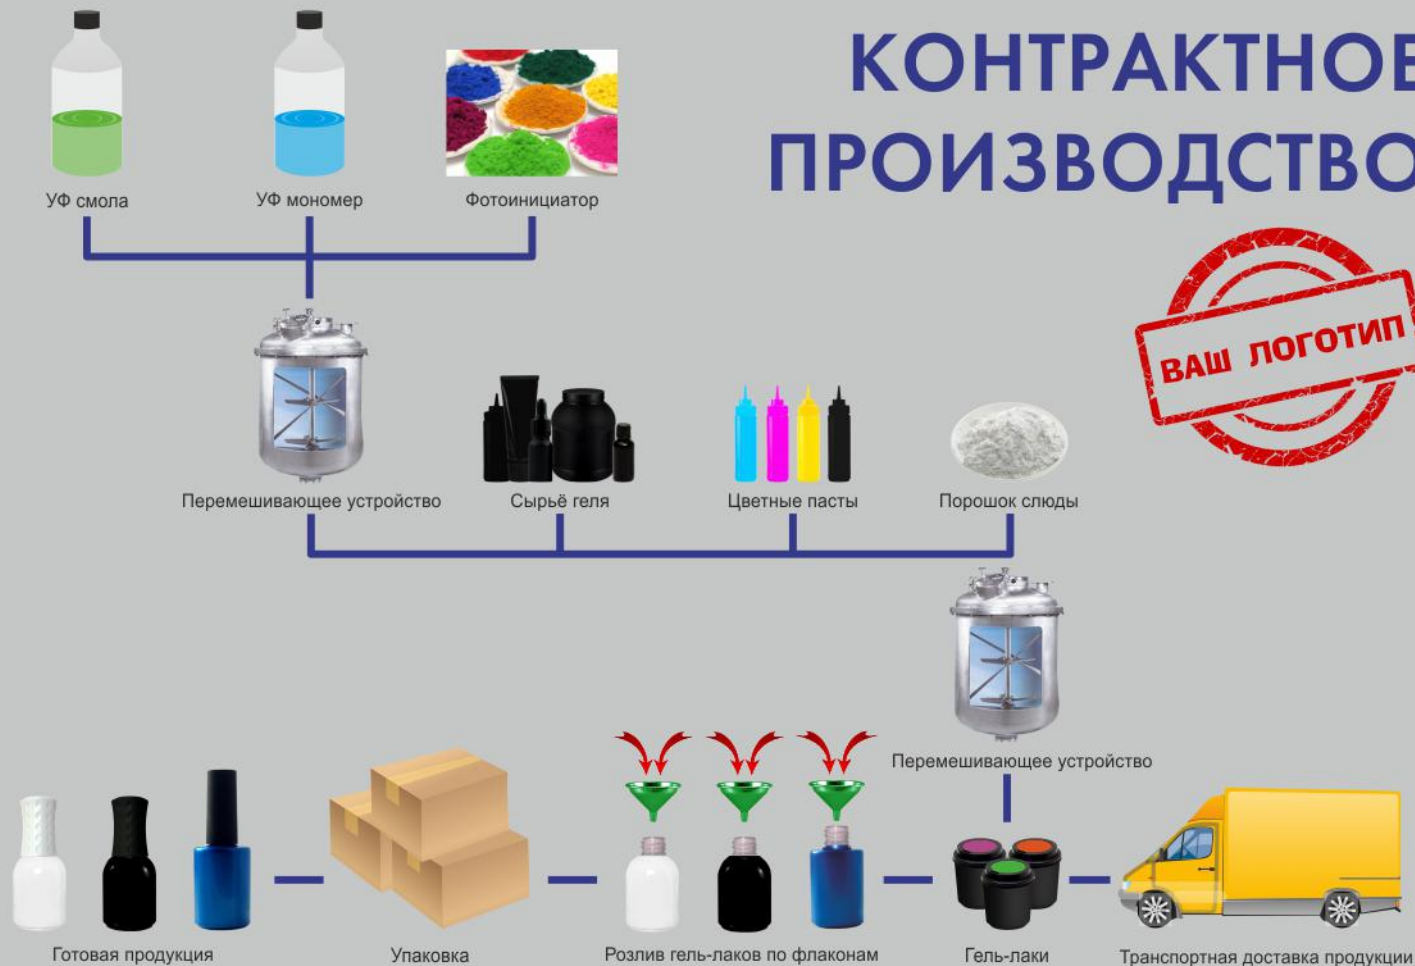 КОНТРАКТНОЕ
ПРОИЗВОДСТВО
УФ смола
УФ мономер
Фотоинициатор
ВАШ ЛОГОТИП
Перемешивающее устройство
Сырьё геля
Цветные пасты
Порошок слюды
Перемешивающее устройство
Готовая продукция
Упаковка
Розлив гель-лаков по флаконам
Гель-лаки
Транспортная доставка продукции